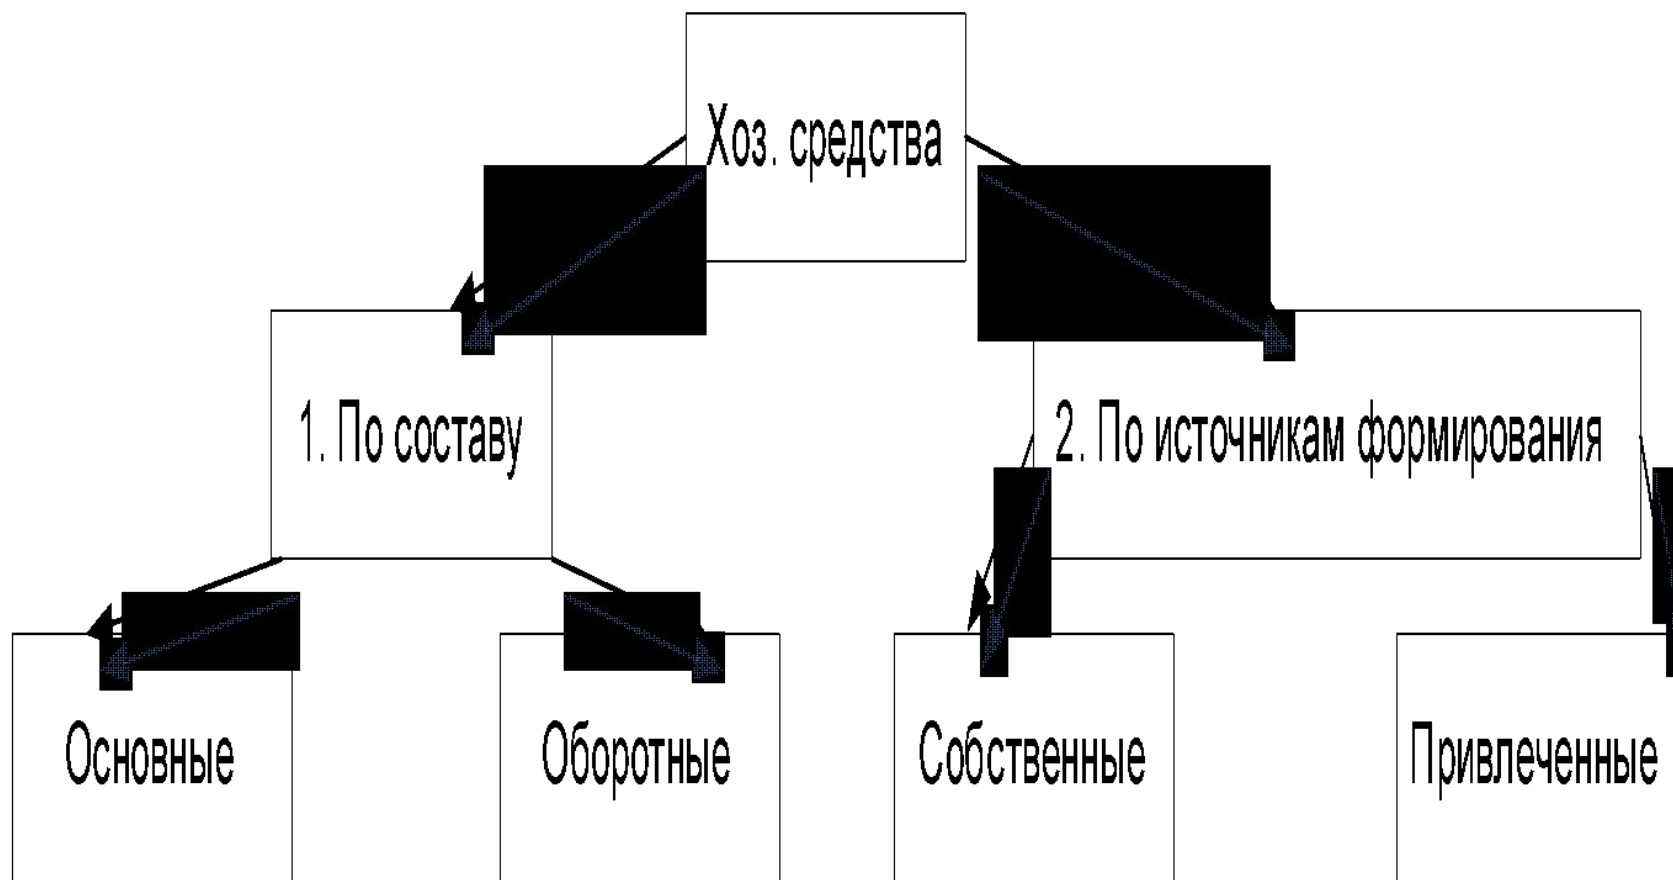 Хоз. средства
1. По составу
2. По источникам формирования
Основные
Оборотные
Собственные
Привлеченные